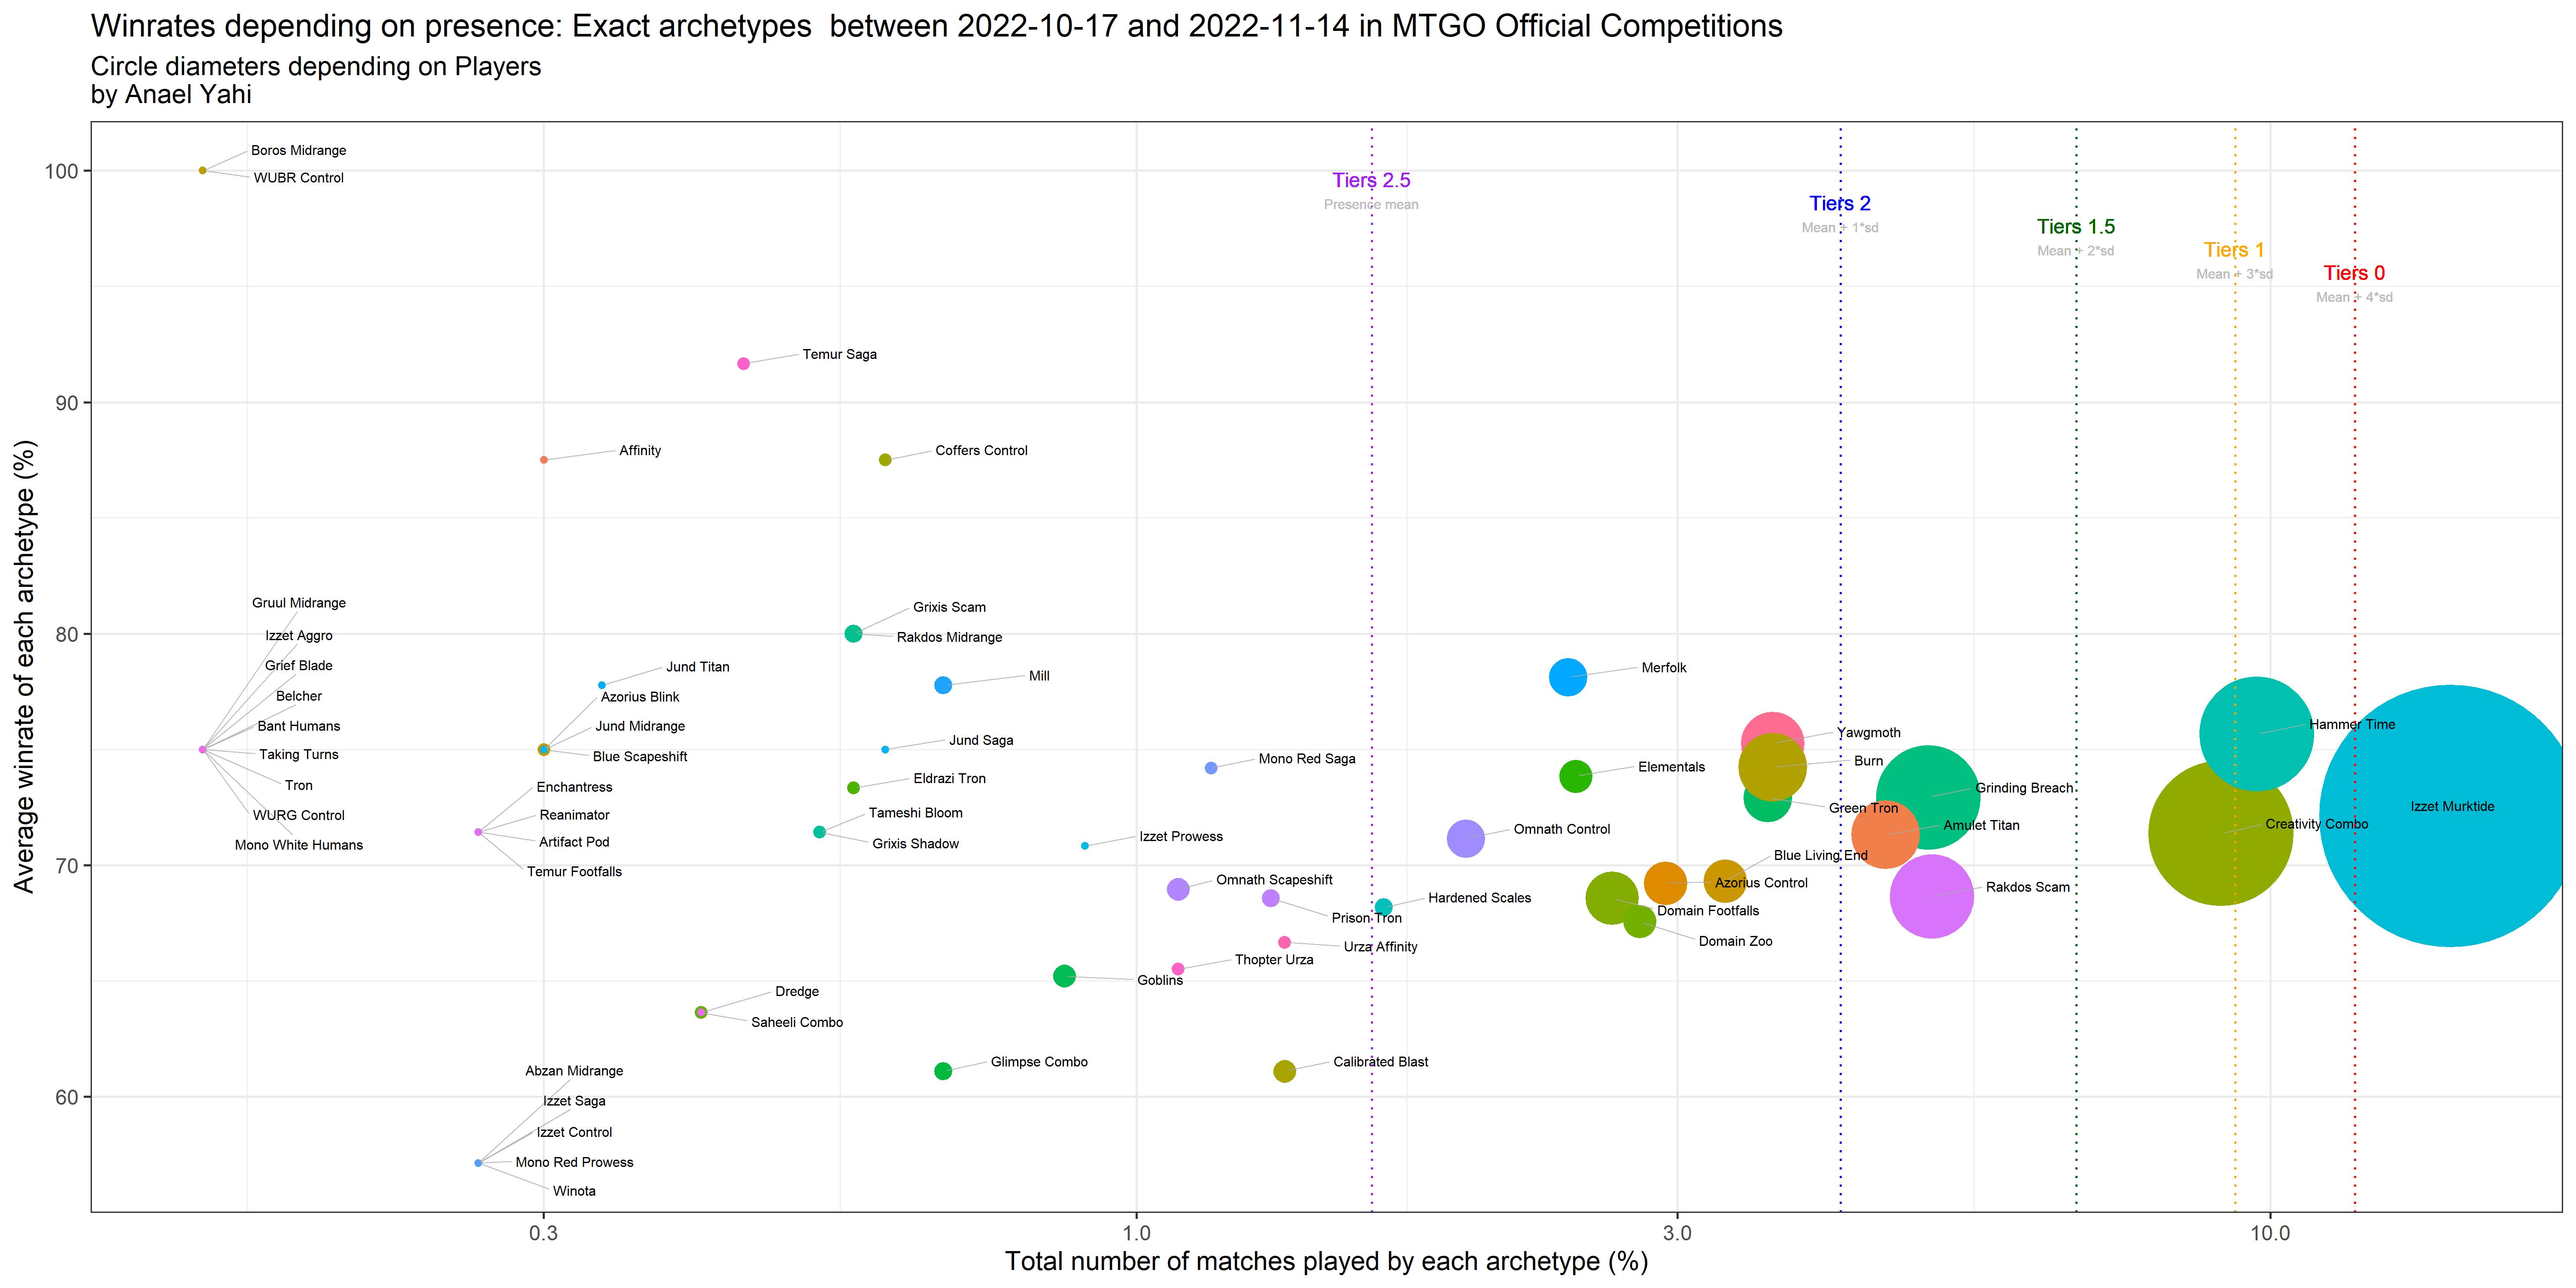 Winrates depending on presence: Exact archetypes  between 2022-10-17 and 2022-11-14 in MTGO Official Competitions
Circle diameters depending on Players
by Anael Yahi
Average winrate of each archetype (%)
100
90
80
70
60
Boros Midrange
WUBR Control
Tiers 2.5
Presence mean
Tiers 2
Mean + 1*sd
Tiers 1.5
Mean + 2*sd
Tiers 1
Mean + 3*sd
Tiers 0
Mean + 4*sd
Temur Saga
Affinity
Coffers Control
Gruul Midrange
Izzet Aggro
Grief Blade
Belcher
Bant Humans
Taking Turns
Tron
WURG Control
Mono White Humans
Grixis Scam
Rakdos Midrange
Jund Titan
Azorius Blink
Jund Midrange
Blue Scapeshift
Mill
Jund Saga
Eldrazi Tron
Enchantress
Reanimator
Artifact Pod
Temur Footfalls
Tameshi Bloom
Grixis Shadow
Mono Red Saga
Izzet Prowess
Omnath Scapeshift
Prison Tron
Hardened Scales
Urza Affinity
Thopter Urza
Goblins
Dredge
Saheeli Combo
Glimpse Combo
Calibrated Blast
Abzan Midrange
Izzet Saga
Izzet Control
Mono Red Prowess
Winota
Merfolk
Elementals
Omnath Control
Yawgmoth
Burn
Green Tron
Grinding Breach
Amulet Titan
Blue Living End
Azorius Control
Rakdos Scam
Domain Footfalls
Domain Zoo
Hammer Time
Izzet Murktide
Creativity Combo
0.3
1.0
3.0
10.0
Total number of matches played by each archetype (%)